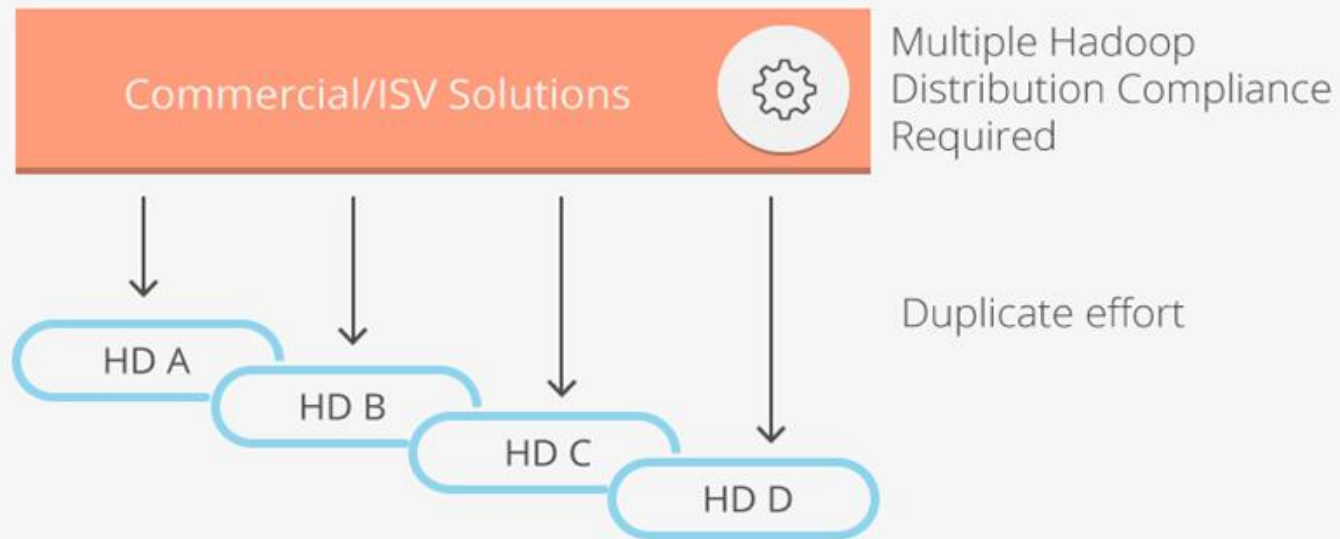 Commercial/ISV Solutions
Multiple Hadoop
Distribution Compliance
Required
Duplicate effort
HD A
HD B
HD C
HD D